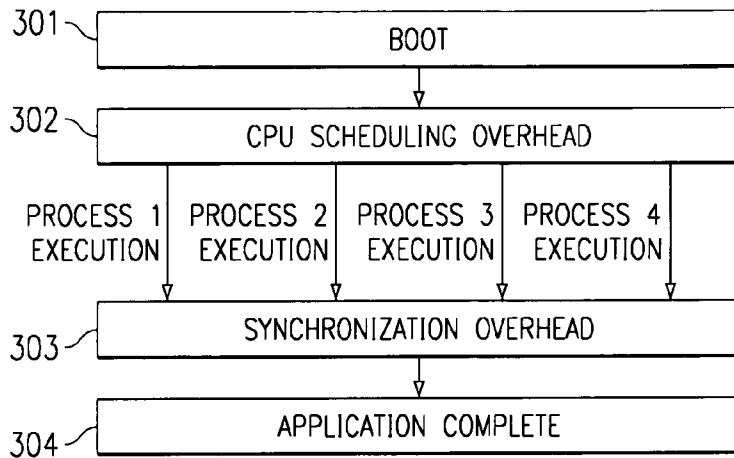 301
BOOT
302
CPU SCHEDULING OVERHEAD
PROCESS 1
EXECUTION
PROCESS 2
EXECUTION
PROCESS 3
EXECUTION
PROCESS 4
EXECUTION
303
SYNCHRONIZATION OVERHEAD
304
APPLICATION COMPLETE